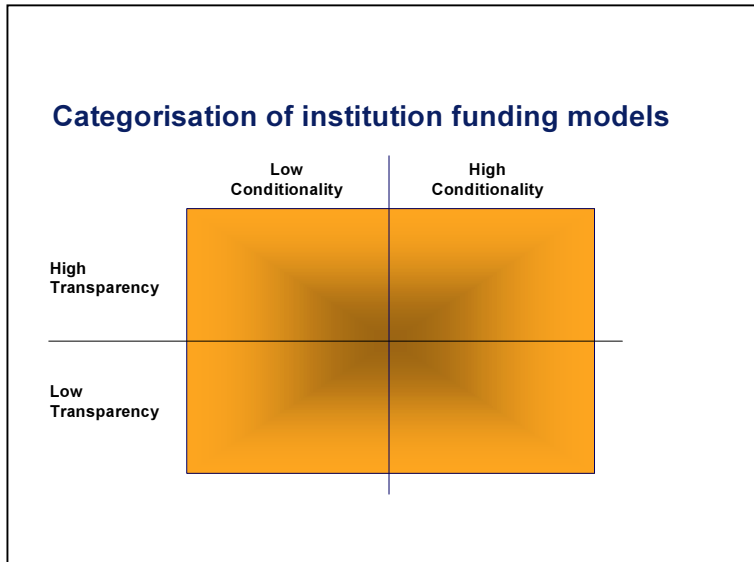 Categorisation of institution funding models
Low
Conditionality
High
Conditionality
High
Transparency
Low
Transparency